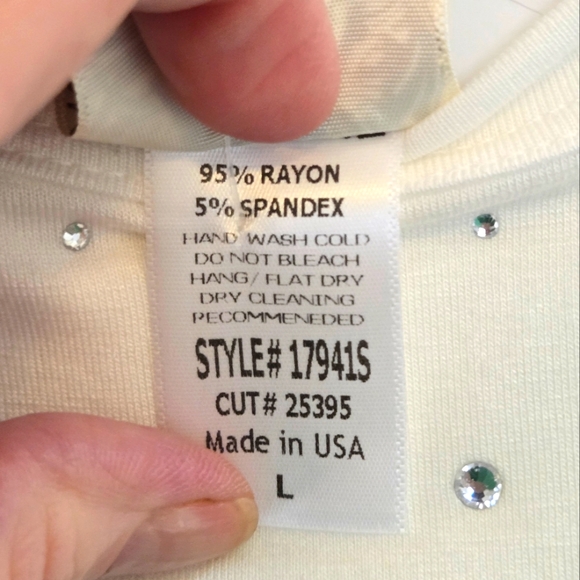 95% RAYON
5% SPANDEX
HAND WASH COLD
DO NOT BLEACH
HANG/ FLAT DRY
DRY CLEANING
RECOMMENEDED
STYLE# 17941S
CUT# 25395
Made in USA
L